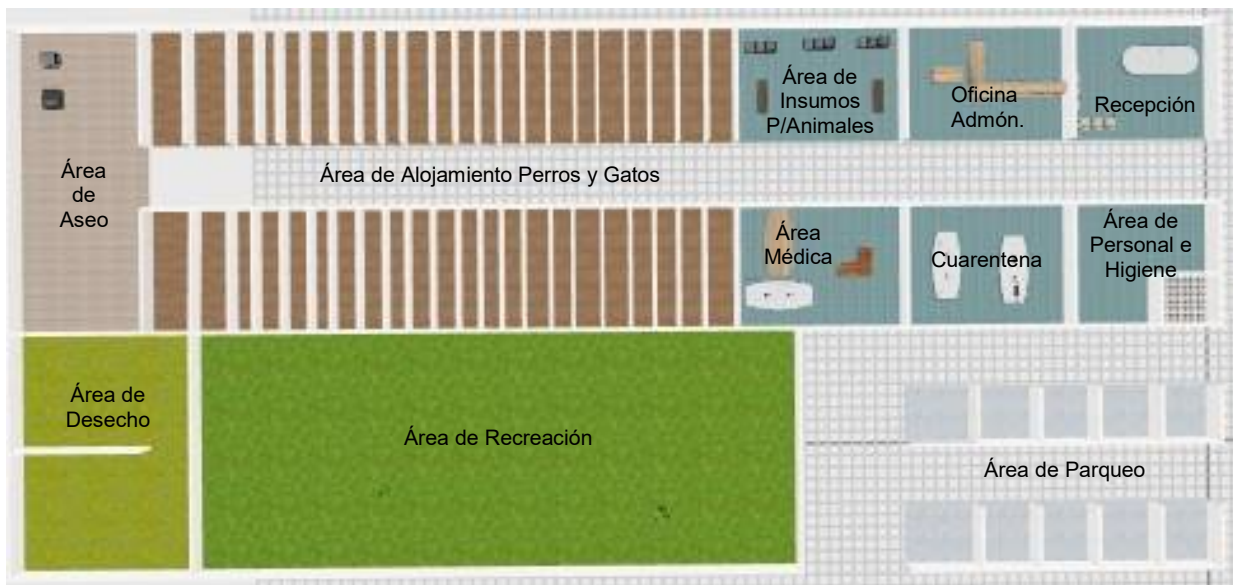 Área de
Insumos
P/Animales
Oficina
Admón.
Recepción
Área
de
Aseo
Área de Alojamiento Perros y Gatos
Área
Médica
Cuarentena
Área de
Personal e
Higiene
Área de
Desecho
Área de Recreación
Área de Parqueo